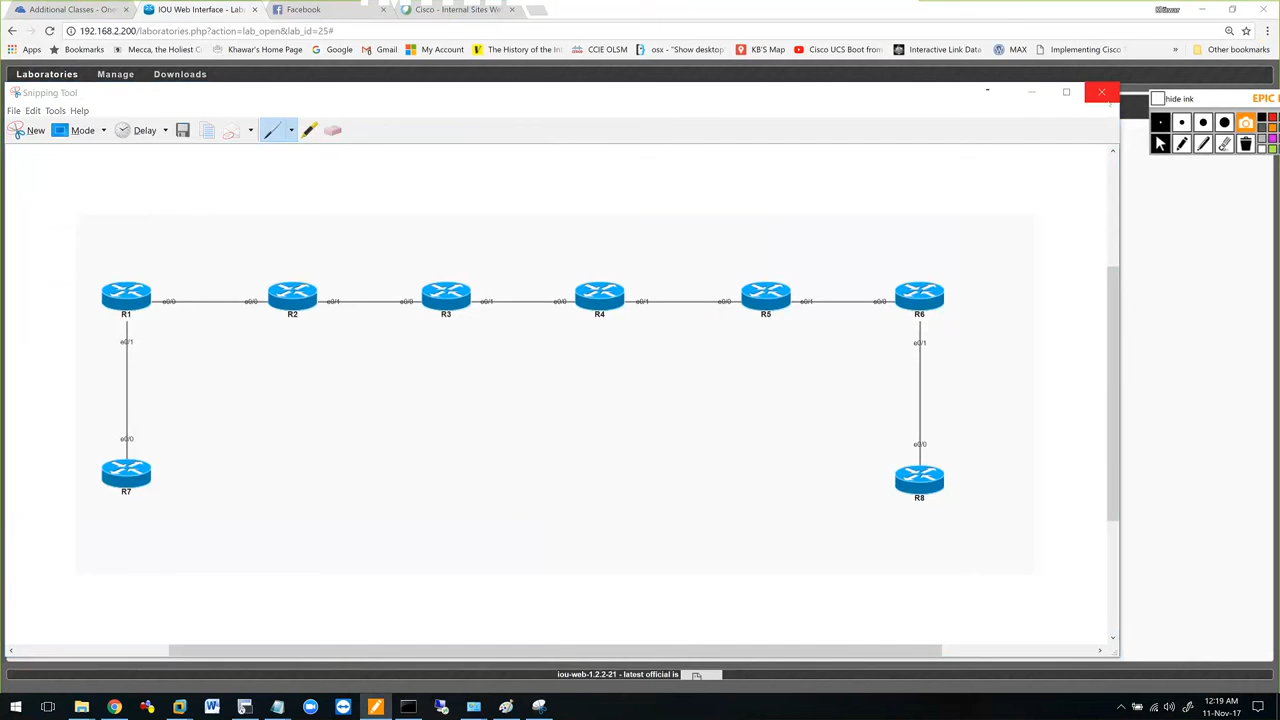 Additional Classes - One
IOU Web Interface - Lab
Facebook
Cisco - Internal Sites We
192.168.2.200/laboratories.php?action=lab_open&lab_id=25#
Apps Bookmarks Mecca, the Holiest C Khawar's Home Page Google Gmail My Account The History of the In CCIE OLSM osx - "Show desktop KB'S Map Cisco UCS Boot from Interactive Link Data MAX Implementing Cisco T » Other bookmarks
Laboratories Manage Downloads
Snipping Tool
hide ink EPIC
File Edit Tools Help
New Mode Delay
e0/0 e0/0 e0/1 e0/0 e0/1 e0/0 e0/1 e0/0 e0/1 e0/0
R1 R2 R3 R4 R5 R6
e0/1 e0/1
e0/0 e0/0
R7 R8
iou-web-1.2.2-21 - latest official is
12:19 AM
11-Nov-17